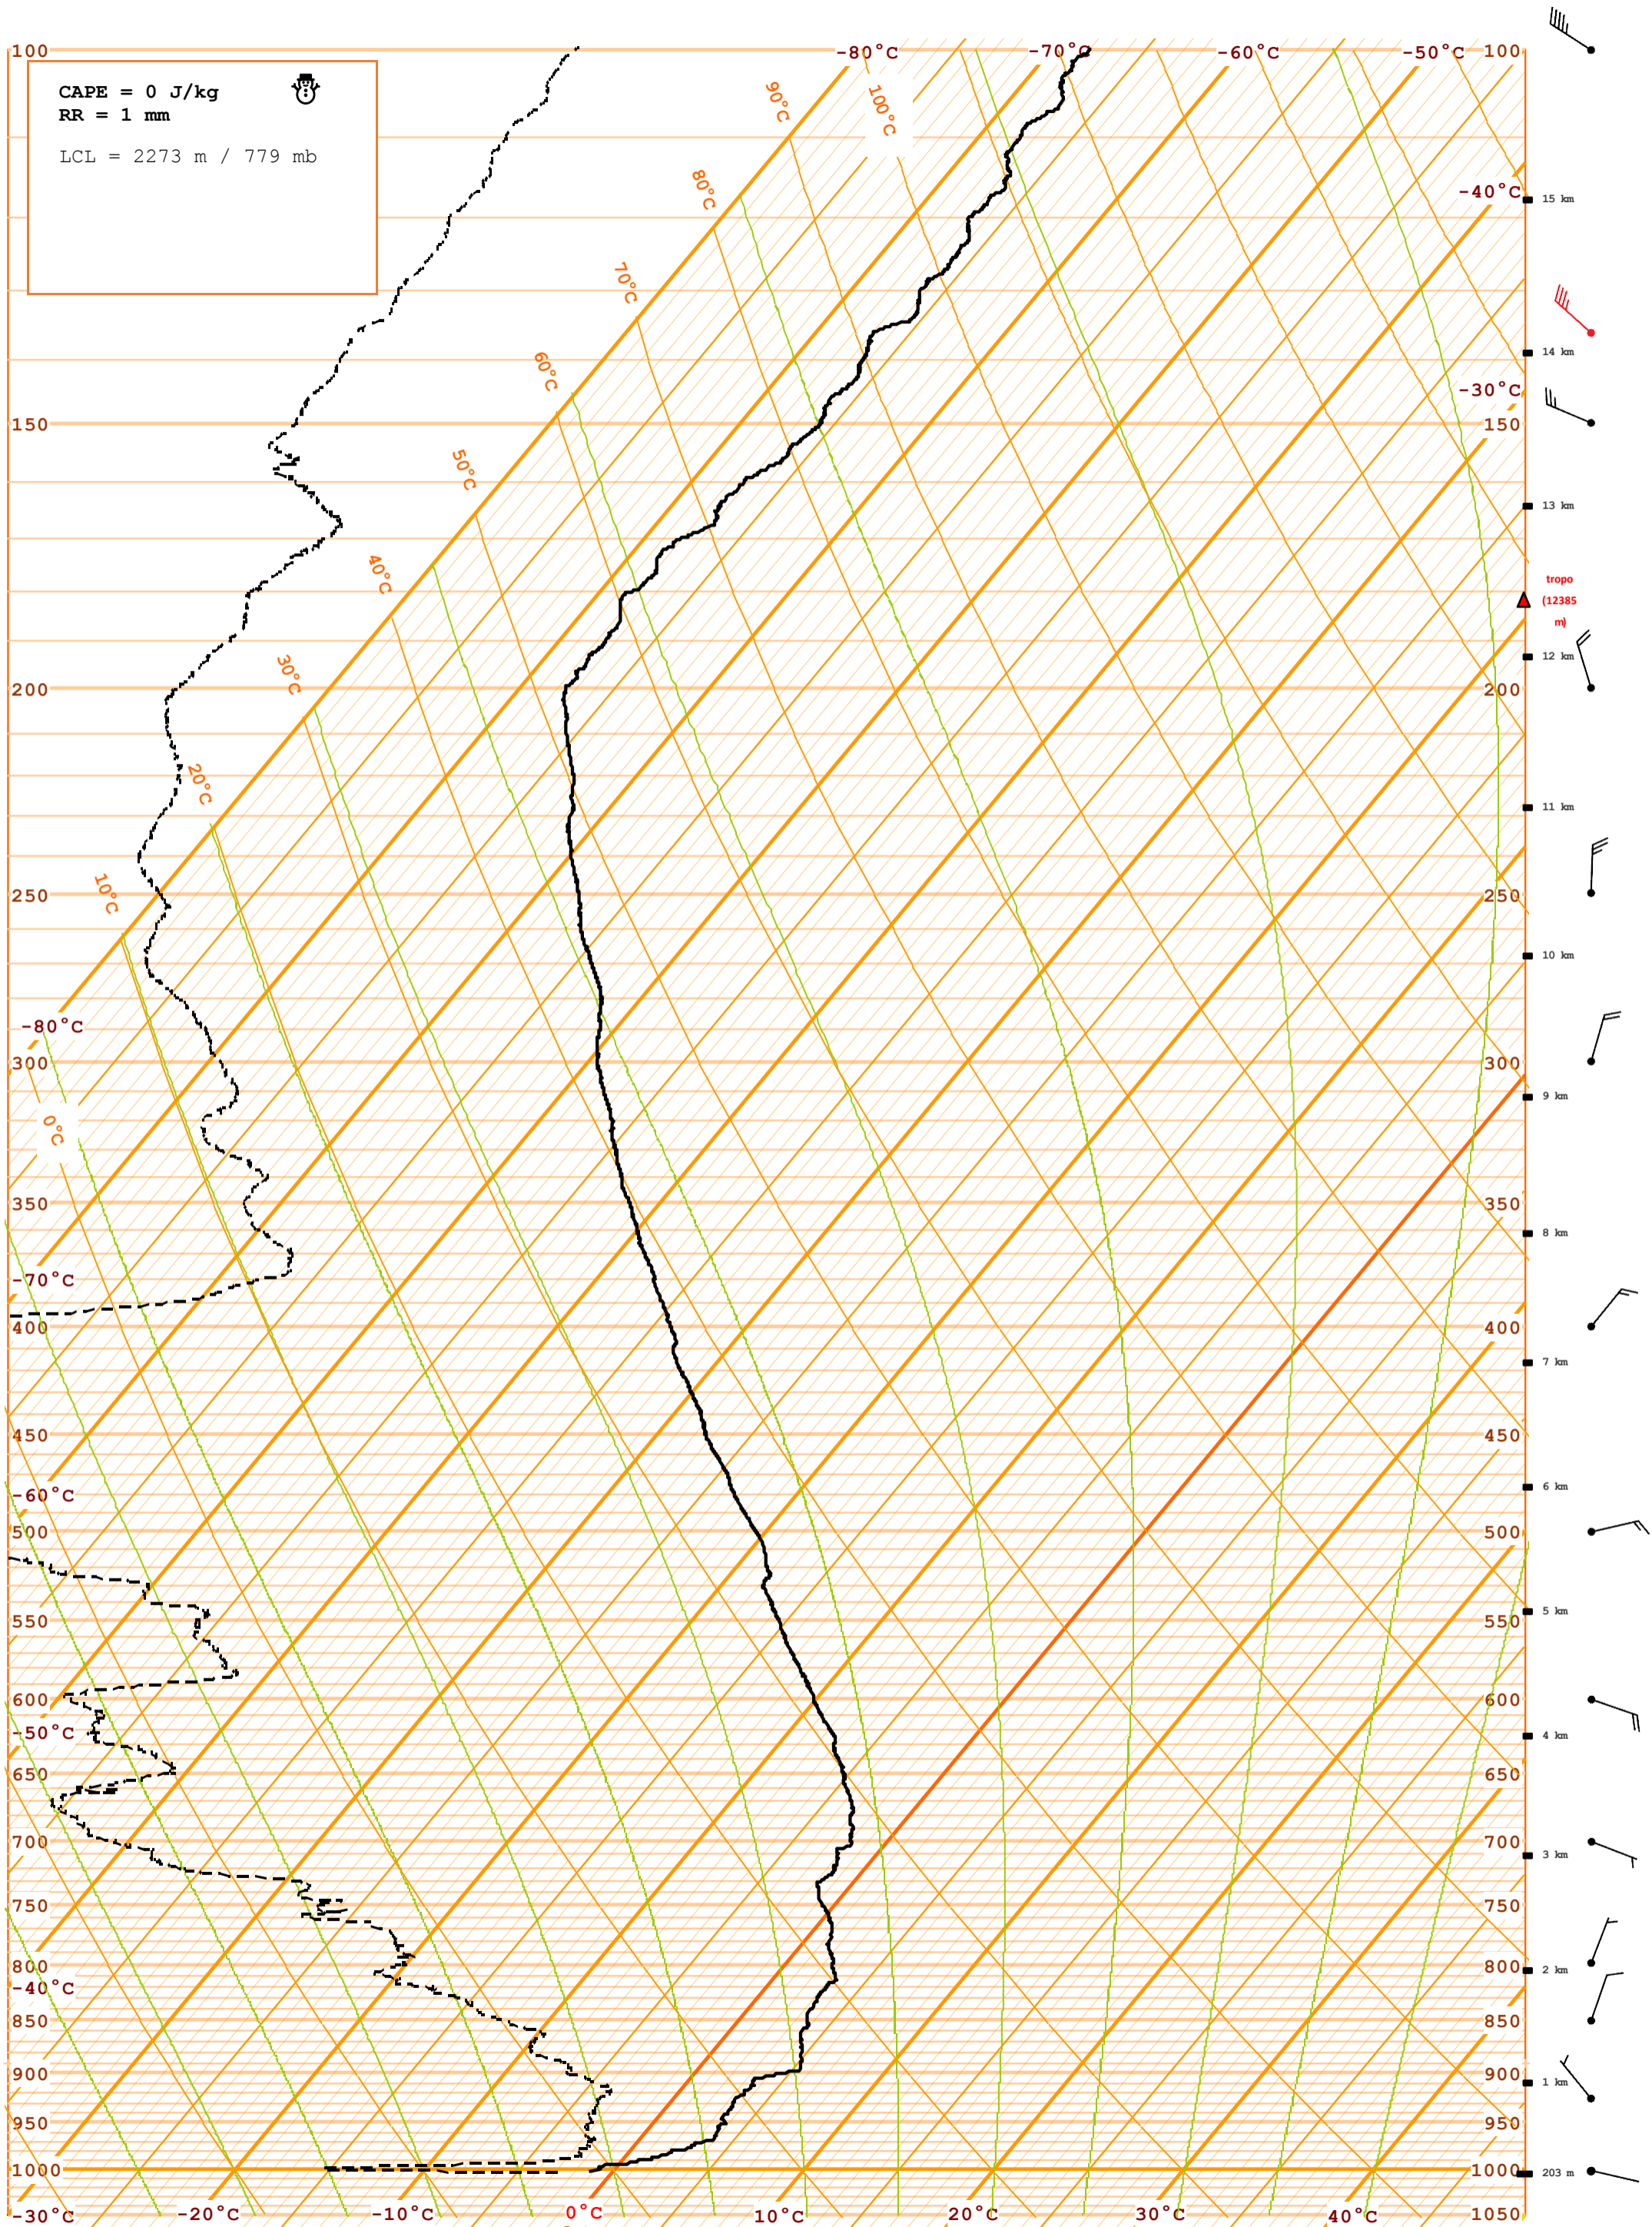 100 -80°C -70°C -60°C -50°C 100
CAPE = 0 J/kg ☃
RR = 1 mm
LCL = 2273 m / 779 mb
90°C 100°C
80°C -40°C 15 km
70°C
60°C 14 km
-30°C
150 150
50°C
13 km
40°C tropo
(12385
m)
30°C 12 km
200 200
20°C
11 km
10°C 250 250
10 km
-80°C
300 300
9 km
0°C
350 350
8 km
-70°C
400 400
7 km
450 450
6 km
-60°C
500 500
5 km
550 550
600 600
-50°C 4 km
650 650
700 700
3 km
750 750
800 800
2 km
-40°C
850 850
900 900
1 km
950 950
1000 1000 203 m
-30°C -20°C -10°C 0°C 10°C 20°C 30°C 40°C 1050